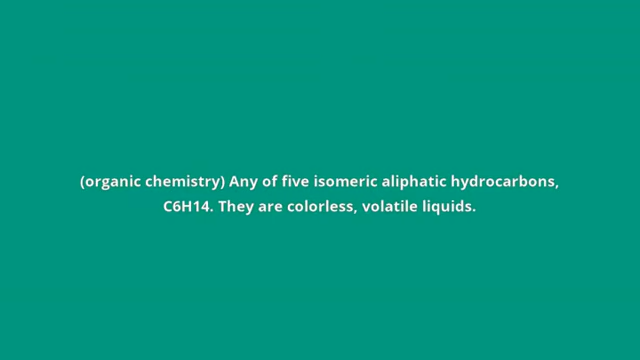 (organic chemistry) Any of five isomeric aliphatic hydrocarbons,
C6H14. They are colorless, volatile liquids.